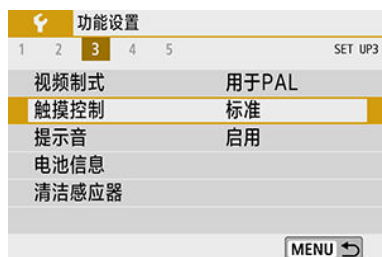 功能设置
1 2 3 4 5 SET UP3
视频制式 用于PAL
触摸控制 标准
提示音 启用
电池信息
清洁感应器
MENU